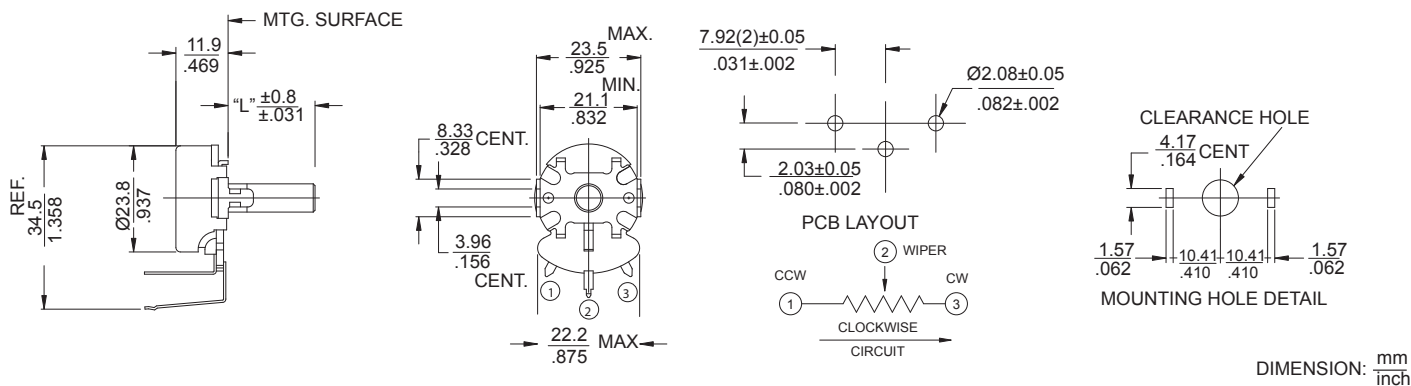 MTG. SURFACE
11.9
.469
"L" ±0.8
±.031
REF.
34.5
1.358
Ø23.8
.937
MAX.
23.5
.925
MIN.
21.1
.832
8.33 CENT.
.328
3.96
.156
CENT.
1
2
3
22.2 MAX
.875
7.92(2)±0.05
.031±.002
Ø2.08±0.05
.082±.002
2.03±0.05
.080±.002
PCB LAYOUT
2 WIPER
CCW
CW
1
3
CLOCKWISE
CIRCUIT
CLEARANCE HOLE
4.17 CENT
.164
1.57 10.41 10.41 1.57
.062 .410 .410 .062
MOUNTING HOLE DETAIL
DIMENSION: mm
inch